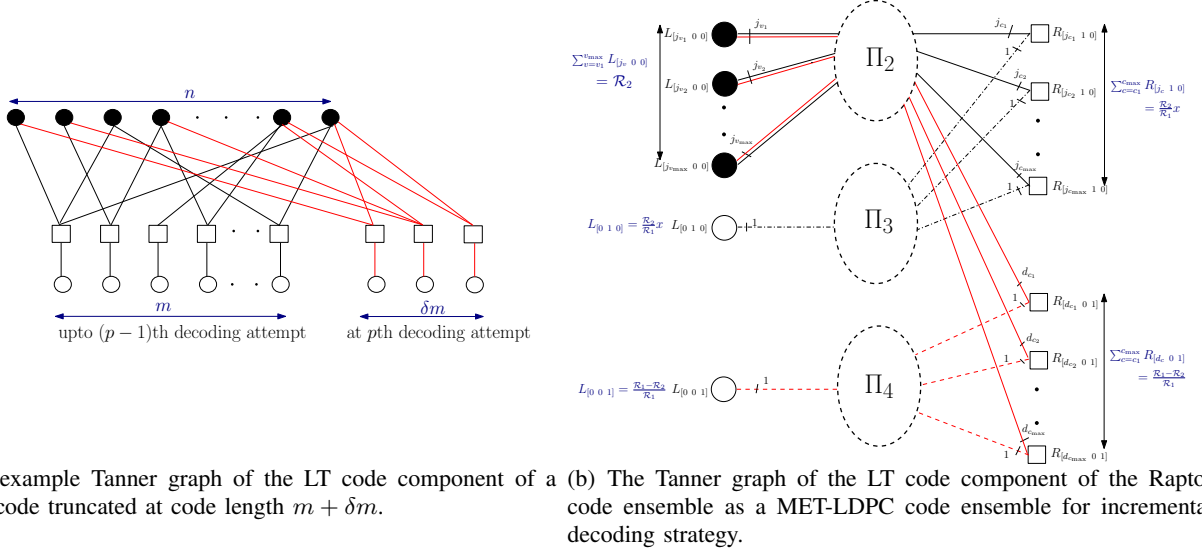 n
m
δm
upto (p − 1)th decoding attempt
at pth decoding attempt
example Tanner graph of the LT code component of a
code truncated at code length m + δm.
∑_{v=v_1}^{v_max} L_{[j_v 0 0]}
= R_2
L_{[j_{v_1} 0 0]}
j_{v_1}
L_{[j_{v_2} 0 0]}
j_{v_2}
L_{[j_{v_max} 0 0]}
j_{v_max}
Π_2
j_{c_1}
1
R_{[j_{c_1} 1 0]}
j_{c_2}
1
R_{[j_{c_2} 1 0]}
j_{c_max}
1
R_{[j_{c_max} 1 0]}
∑_{c=c_1}^{c_max} R_{[j_c 1 0]}
= \frac{R_2}{R_1} x
L_{[0 1 0]} = \frac{R_2}{R_1} x L_{[0 1 0]}
1
Π_3
d_{c_1}
1
R_{[d_{c_1} 0 1]}
d_{c_2}
1
R_{[d_{c_2} 0 1]}
d_{c_max}
1
R_{[d_{c_max} 0 1]}
∑_{c=c_1}^{c_max} R_{[d_c 0 1]}
= \frac{R_1−R_2}{R_1}
L_{[0 0 1]} = \frac{R_1−R_2}{R_1} L_{[0 0 1]}
1
Π_4
(b) The Tanner graph of the LT code component of the Rapto
code ensemble as a MET-LDPC code ensemble for incrementa
decoding strategy.